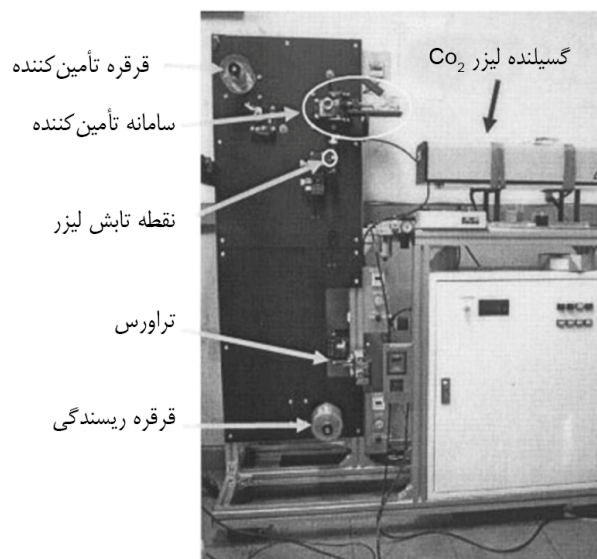 گسیلنده لیزر Co2
قرقره تأمین‌کننده
سامانه تأمین‌کننده
نقطه تابش لیزر
تراورس
قرقره ریسندگی